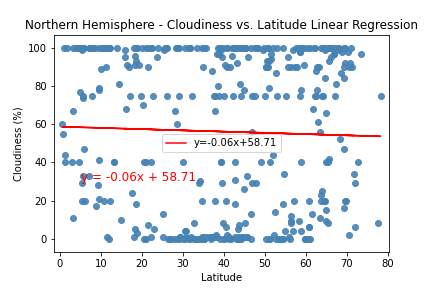 Northern Hemisphere - Cloudiness vs. Latitude Linear Regression
100
80
60
40
20
0
Cloudiness (%)
y=-0.06x+58.71
y = -0.06x + 58.71
0 10 20 30 40 50 60 70 80
Latitude